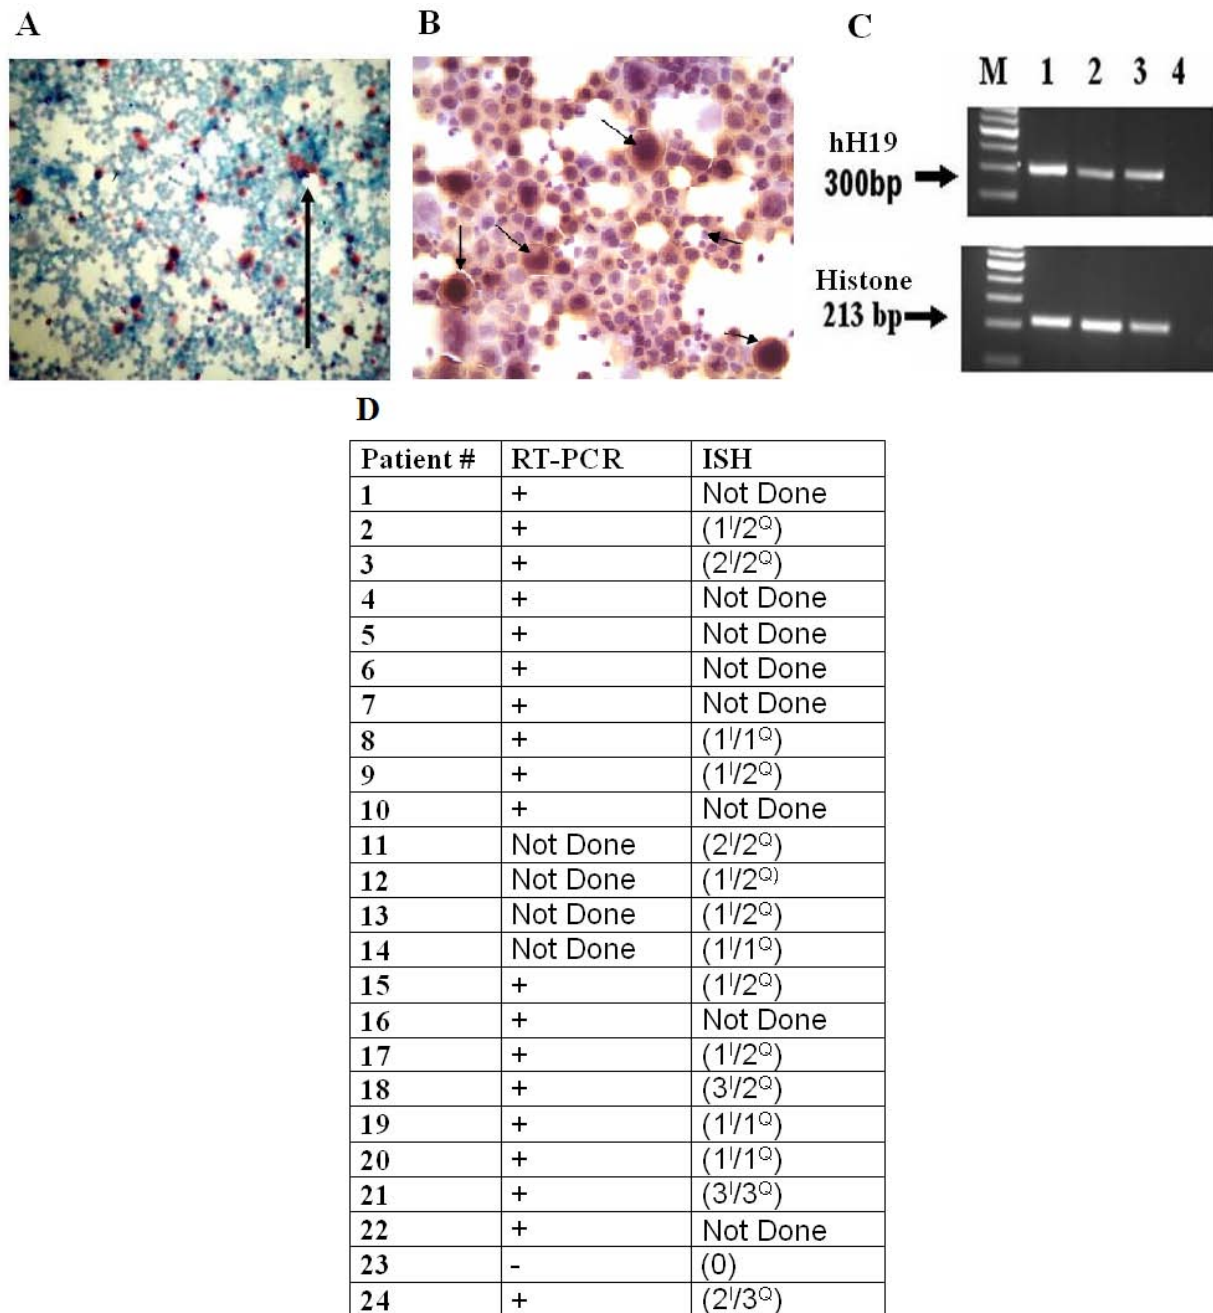 A
B
C
M 1 2 3 4
hH19
300bp
Histone
213 bp
D
Patient # RT-PCR ISH
1 + Not Done
2 + (1ᴵ/2Q)
3 + (2ᴵ/2Q)
4 + Not Done
5 + Not Done
6 + Not Done
7 + Not Done
8 + (1ᴵ/1Q)
9 + (1ᴵ/2Q)
10 + Not Done
11 Not Done (2ᴵ/2Q)
12 Not Done (1ᴵ/2Q)
13 Not Done (1ᴵ/2Q)
14 Not Done (1ᴵ/1Q)
15 + (1ᴵ/2Q)
16 + Not Done
17 + (1ᴵ/2Q)
18 + (3ᴵ/2Q)
19 + (1ᴵ/1Q)
20 + (1ᴵ/1Q)
21 + (3ᴵ/3Q)
22 + Not Done
23 - (0)
24 + (2ᴵ/3Q)